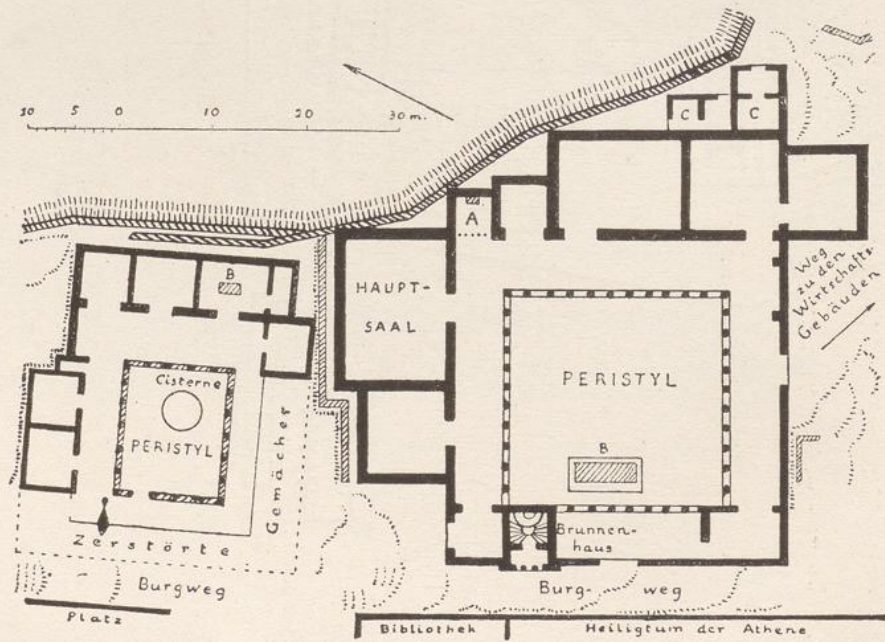 10 5 0 10 20 30 m.
C C
A
B
HAUPT-
SAAL
Weg
zu den
Wirtschafts-
Gebäuden
Cisterne
PERISTYL
PERISTYL
B
Gemächer
Zerstörte
Brunnen-
haus
Burgweg
Burg- weg
Platz
Bibliothek
Heiligtum der Athene